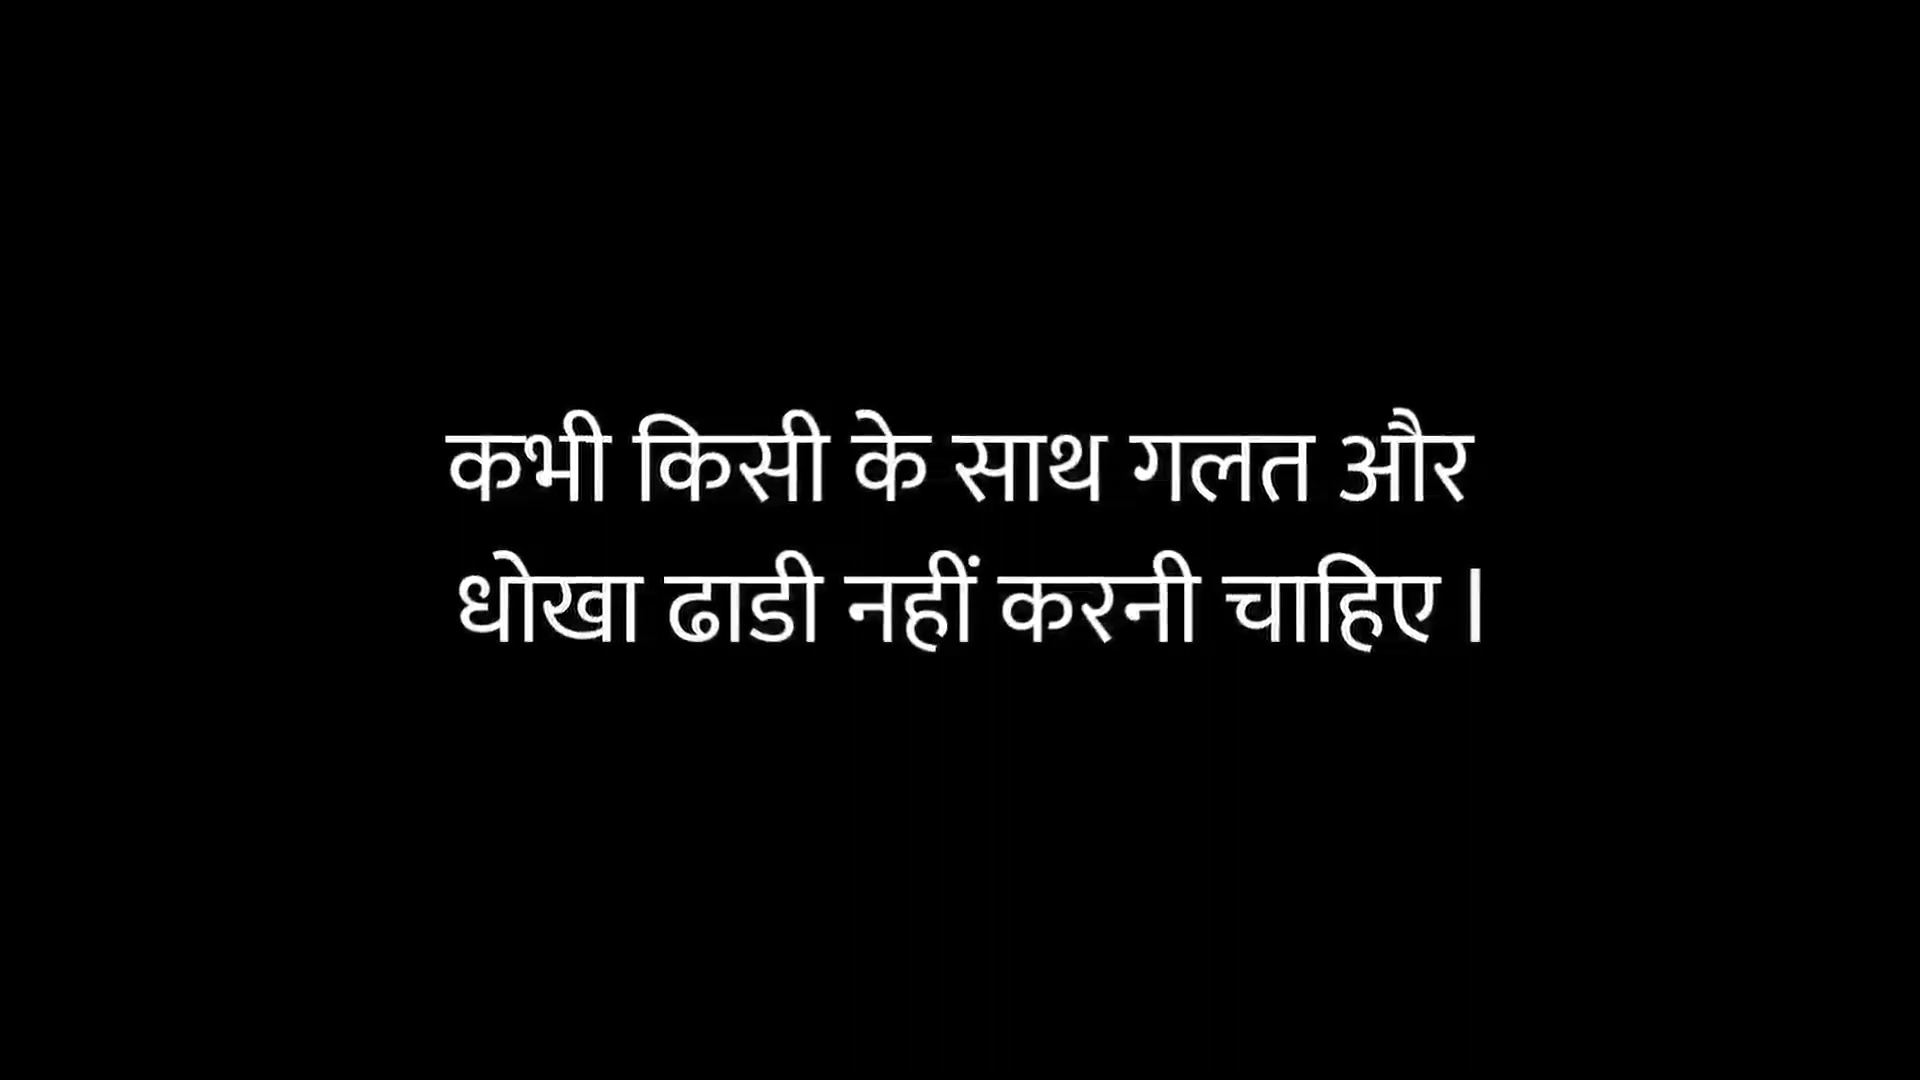 कभी किसी के साथ गलत और
धोखा ढाडी नहीं करनी चाहिए।